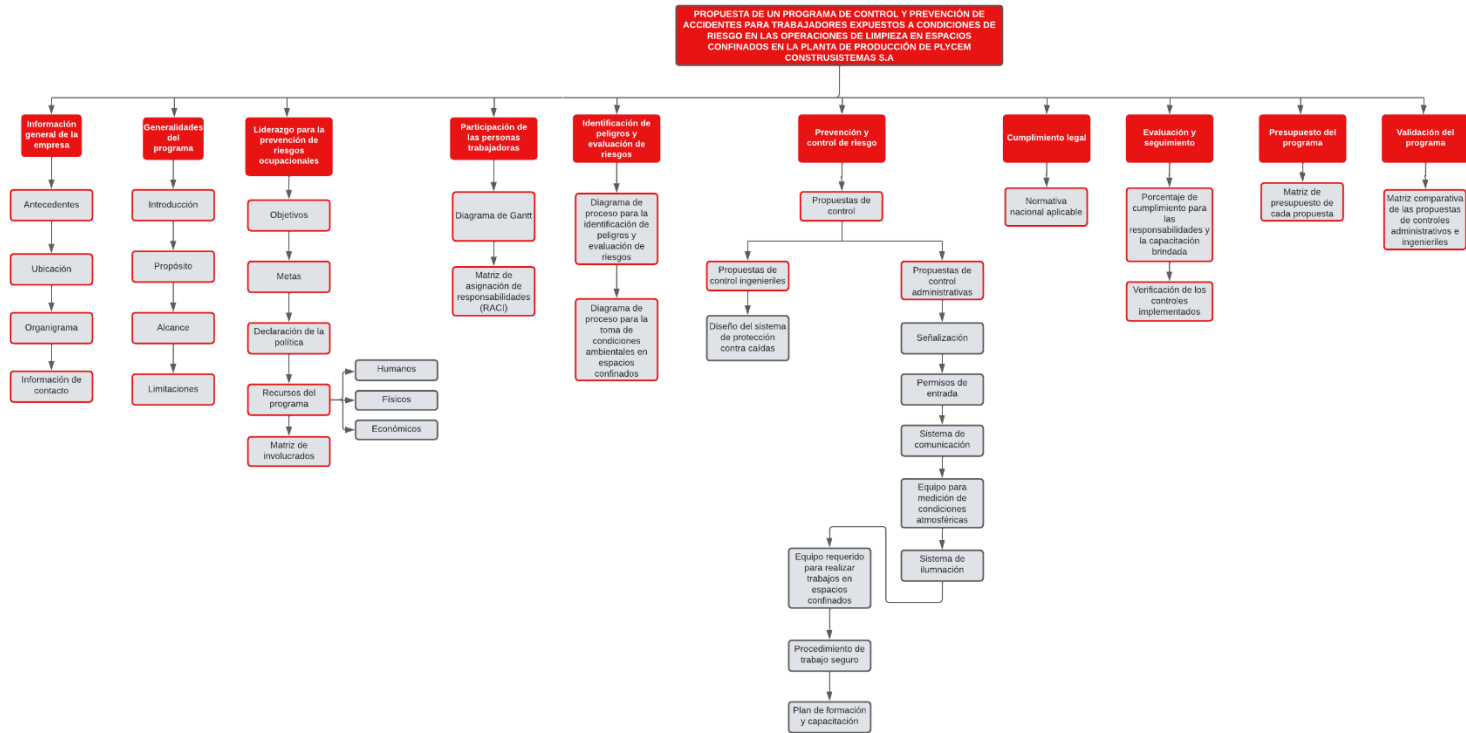 PROPUESTA DE UN PROGRAMA DE CONTROL Y PREVENCIÓN DE
ACCIDENTES PARA TRABAJADORES EXPUESTOS A CONDICIONES DE
RIESGO EN LAS OPERACIONES DE LIMPIEZA EN ESPACIOS
CONFINADOS EN LA PLANTA DE PRODUCCIÓN DE PLYCEM
CONSTRUSISTEMAS S.A
Información
general de la
empresa
Antecedentes
Ubicación
Organigrama
Información de
contacto
Generalidades
del
programa
Introducción
Propósito
Alcance
Limitaciones
Liderazgo para la
prevención de
riesgos
ocupacionales
Objetivos
Metas
Declaración de la
política
Recursos del
programa
Humanos
Físicos
Económicos
Matriz de
involucrados
Participación de
las personas
trabajadoras
Diagrama de Gantt
Matriz de
asignación de
responsabilidades
(RACI)
Identificación de
peligros y
evaluación de
riesgos
Diagrama de
proceso para la
identificación de
peligros y
evaluación de
riesgos
Diagrama de
proceso para la
toma de
condiciones
ambientales en
espacios
confinados
Prevención y
control de riesgo
Propuestas de
control
Propuestas de
control ingenieriles
Diseño del sistema
de protección
contra caídas
Propuestas de
control
administrativas
Señalización
Permisos de
entrada
Sistema de
comunicación
Equipo para
medición de
condiciones
atmosféricas
Sistema de
ilumnación
Equipo requerido
para realizar
trabajos en
espacios
confinados
Procedimiento de
trabajo seguro
Plan de formación
y capacitación
Cumplimiento legal
Normativa
nacional aplicable
Evaluación y
seguimiento
Porcentaje de
cumplimiento para
las
responsabilidades y
la capacitación
brindada
Verificación de los
controles
implementados
Presupuesto del
programa
Matriz de
presupuesto de
cada propuesta
Validación del
programa
Matriz comparativa
de las propuestas
de controles
administrativos e
ingenieriles